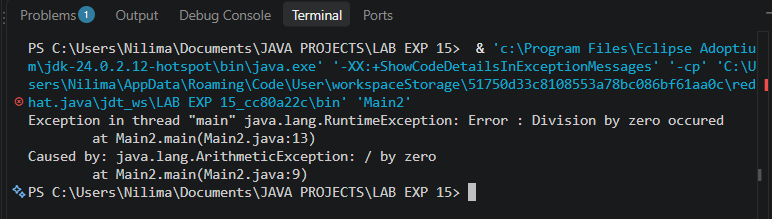 Problems 1 Output Debug Console Terminal Ports
PS C:\Users\Nilima\Documents\JAVA PROJECTS\LAB EXP 15>  & 'c:\Program Files\Eclipse Adoptiu
m\jdk-24.0.2.12-hotspot\bin\java.exe' '-XX:+ShowCodeDetailsInExceptionMessages' '-cp' 'C:\U
sers\Nilima\AppData\Roaming\Code\User\workspaceStorage\51750d33c8108553a78bc086bf61aa0c\red
hat.java\jdt_ws\LAB EXP 15_cc80a22c\bin' 'Main2'
Exception in thread "main" java.lang.RuntimeException: Error : Division by zero occured
        at Main2.main(Main2.java:13)
Caused by: java.lang.ArithmeticException: / by zero
        at Main2.main(Main2.java:9)
PS C:\Users\Nilima\Documents\JAVA PROJECTS\LAB EXP 15>